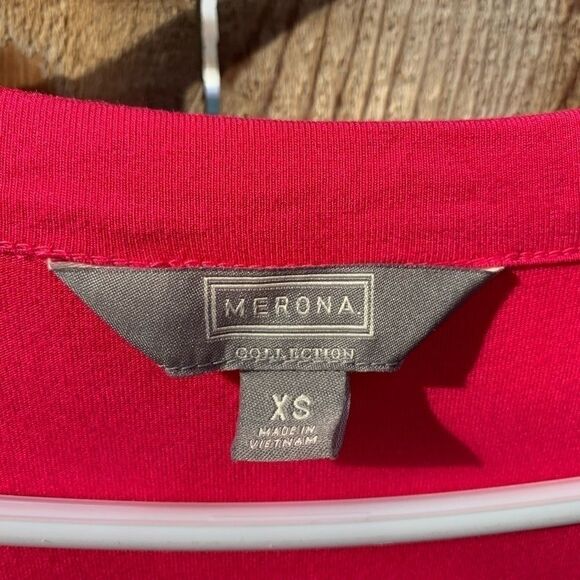 MERONA.
COLLECTION
XS
MADE IN
VIETNAM